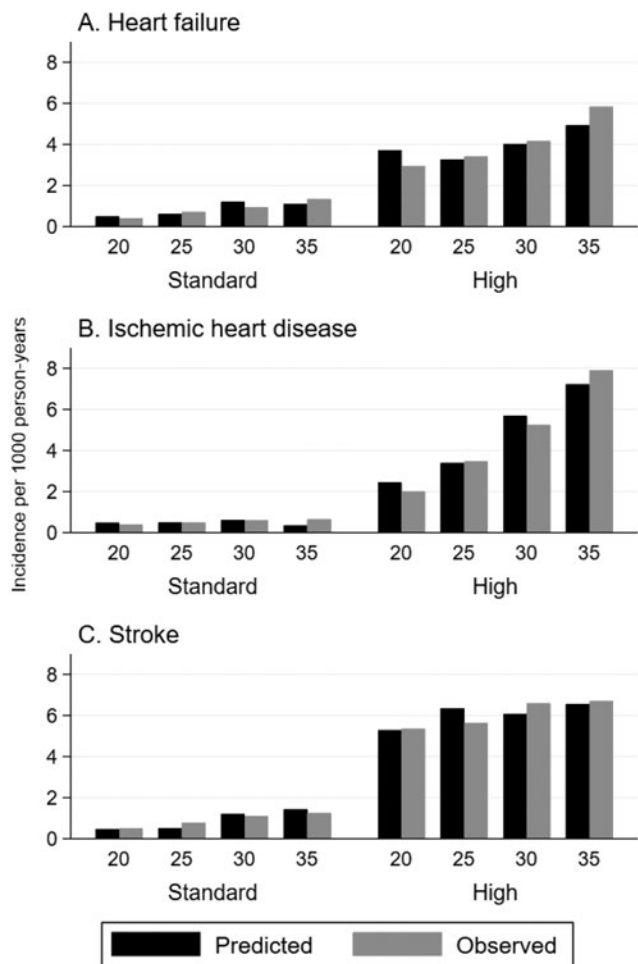 A. Heart failure
8
6
4
2
0
20 25 30 35 20 25 30 35
Standard High
B. Ischemic heart disease
8
6
4
2
0
20 25 30 35 20 25 30 35
Standard High
C. Stroke
8
6
4
2
0
20 25 30 35 20 25 30 35
Standard High
Incidence per 1000 person-years
Predicted Observed